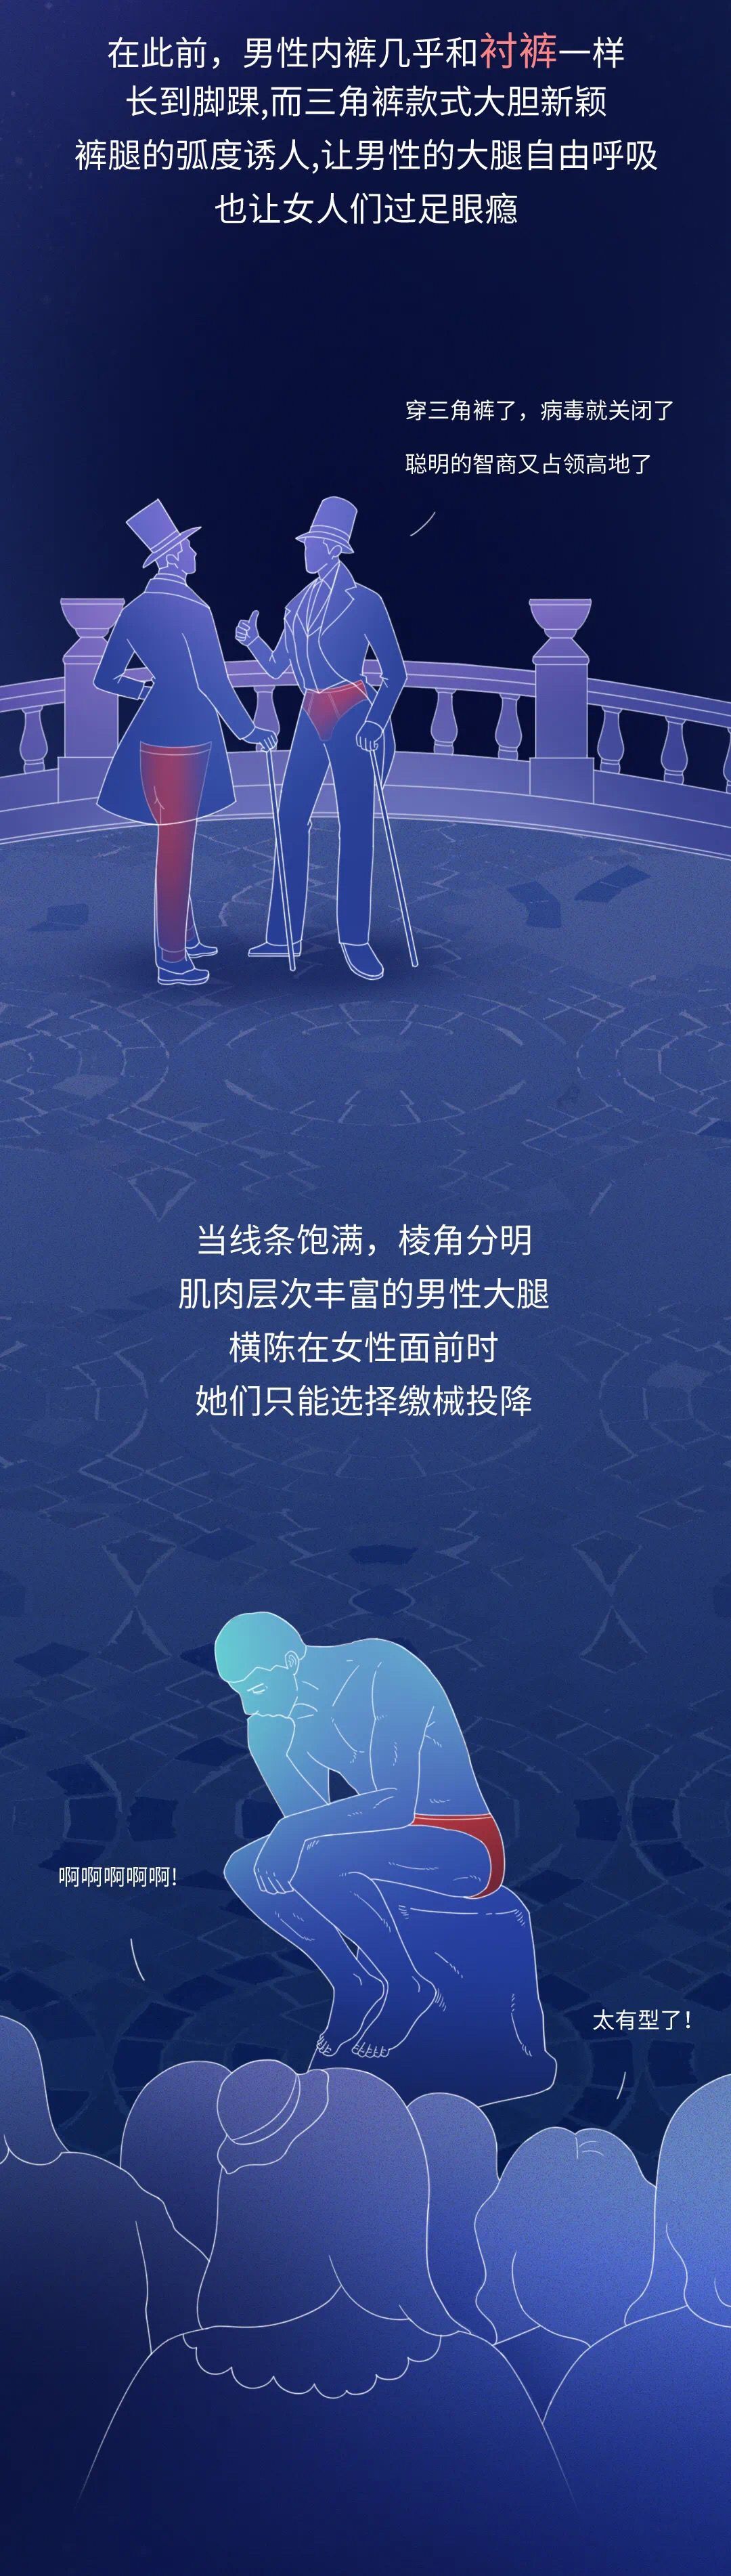 在此前，男性内裤几乎和衬裤一样
长到脚踝,而三角裤款式大胆新颖
裤腿的弧度诱人,让男性的大腿自由呼吸
也让女人们过足眼瘾
穿三角裤了，病毒就关闭了
聪明的智商又占领高地了
当线条饱满，棱角分明
肌肉层次丰富的男性大腿
横陈在女性面前时
她们只能选择缴械投降
啊啊啊啊啊!
太有型了!